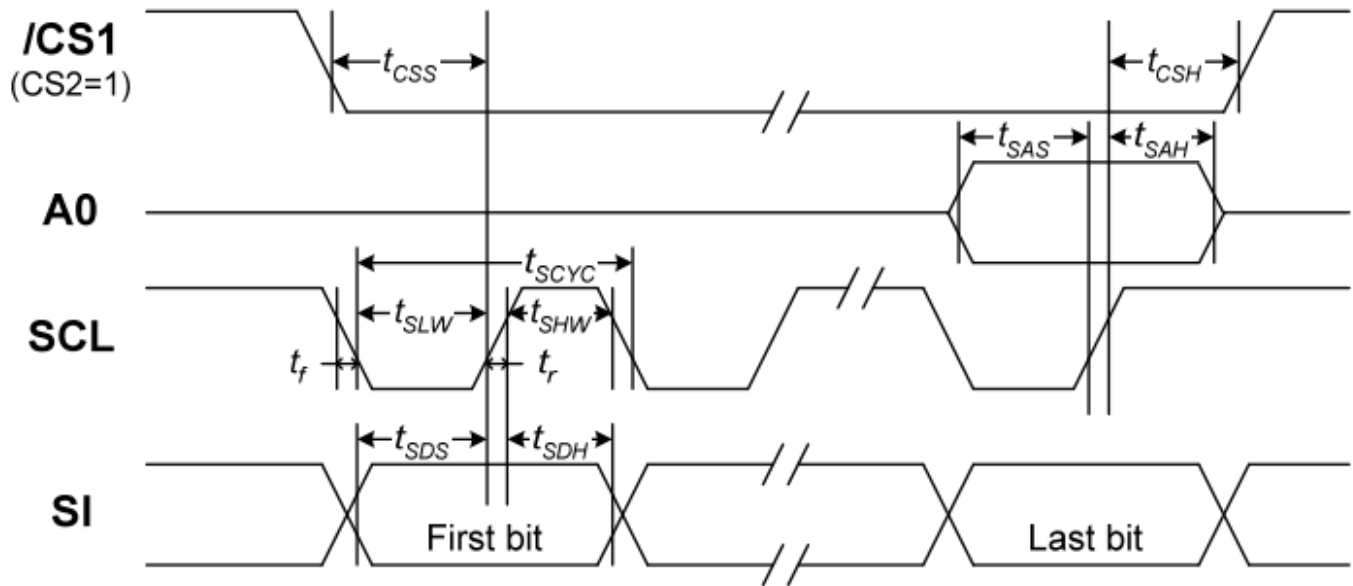 /CS1
(CS2=1)
tCSS
tCSH
tSAS
tSAH
A0
tSCYC
tSLW
tSHW
SCL
tf
tr
tSDS
tSDH
SI
First bit
Last bit